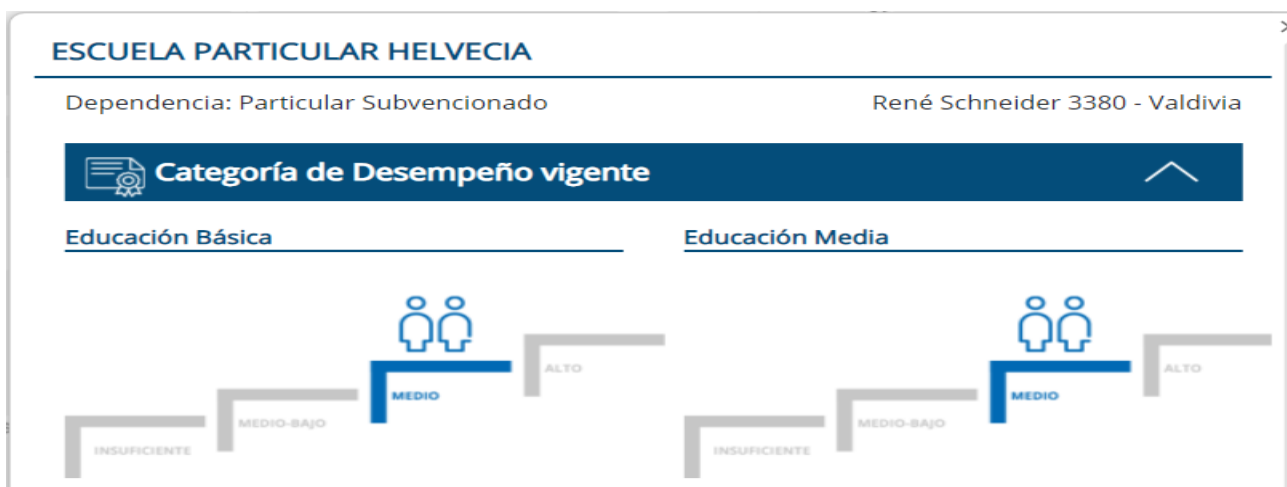 ESCUELA PARTICULAR HELVECIA
Dependencia: Particular Subvencionado René Schneider 3380 - Valdivia
Categoría de Desempeño vigente
Educación Básica Educación Media
ALTO ALTO
MEDIO MEDIO
MEDIO-BAJO MEDIO-BAJO
INSUFICIENTE INSUFICIENTE